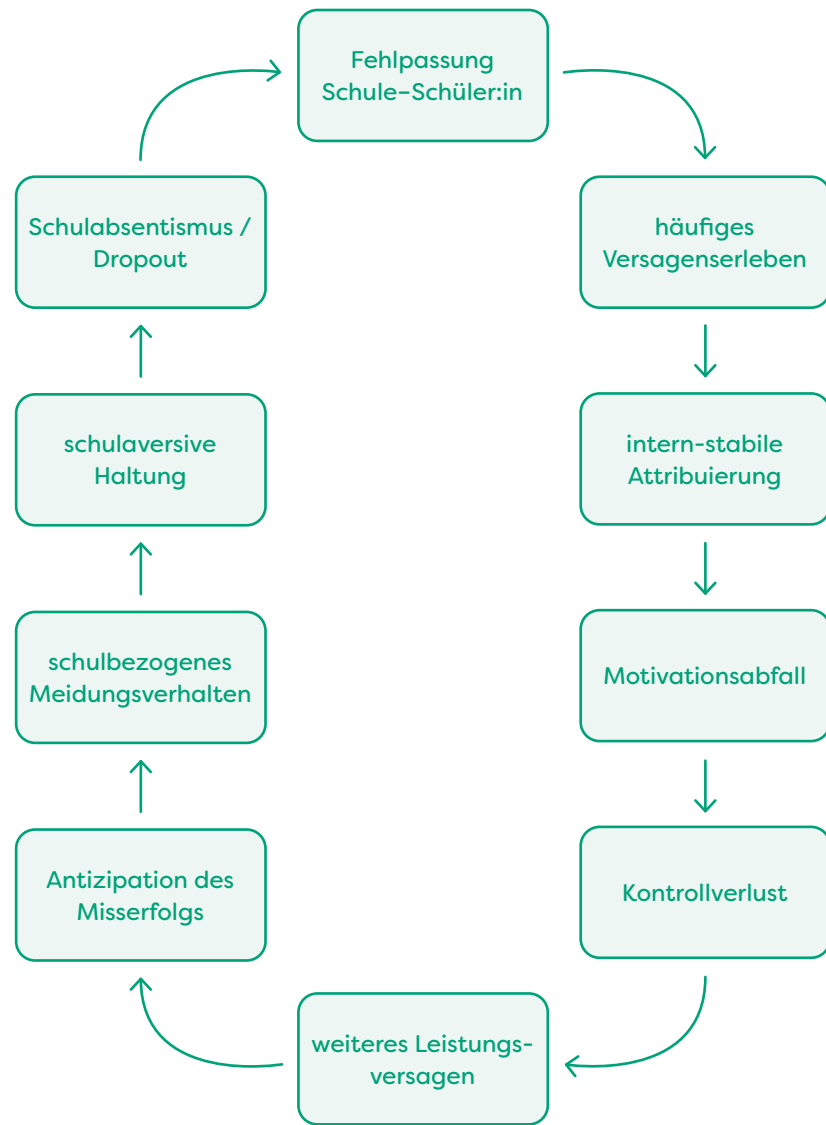 Fehlpassung
Schule–Schüler:in
häufiges
Versagenserleben
intern-stabile
Attribuierung
Motivationsabfall
Kontrollverlust
weiteres Leistungs-
versagen
Antizipation des
Misserfolgs
schulbezogenes
Meidungsverhalten
schulaversive
Haltung
Schulabsentismus /
Dropout